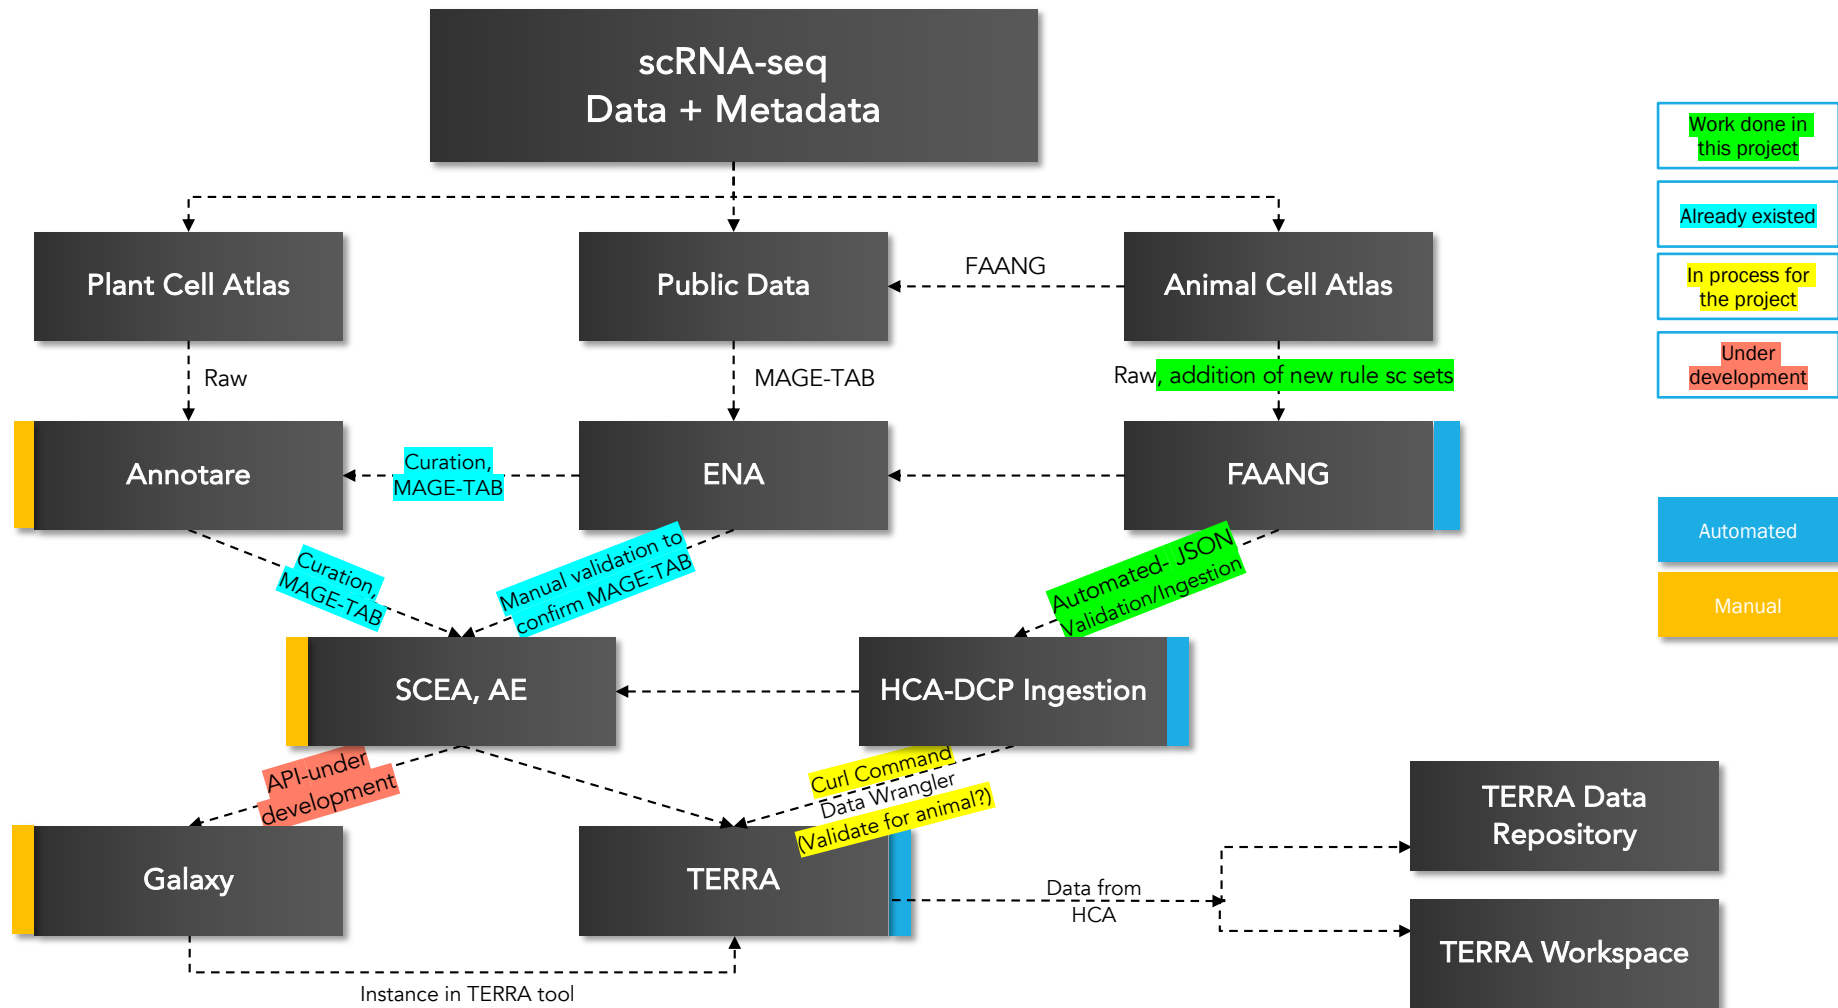 scRNA-seq
Data + Metadata
Work done in
this project
Already existed
In process for
the project
Under
development
Plant Cell Atlas
Public Data
FAANG
Animal Cell Atlas
Raw
MAGE-TAB
Raw, addition of new rule sc sets
Annotare
Curation,
MAGE-TAB
ENA
FAANG
Automated
Manual
Curation,
MAGE-TAB
Manual validation to
confirm MAGE-TAB
Automated- JSON
Validation/Ingestion
SCEA, AE
HCA-DCP Ingestion
API-under
development
Curl Command
Data Wrangler
(Validate for animal?)
TERRA Data
Repository
Galaxy
TERRA
Data from
HCA
TERRA Workspace
Instance in TERRA tool